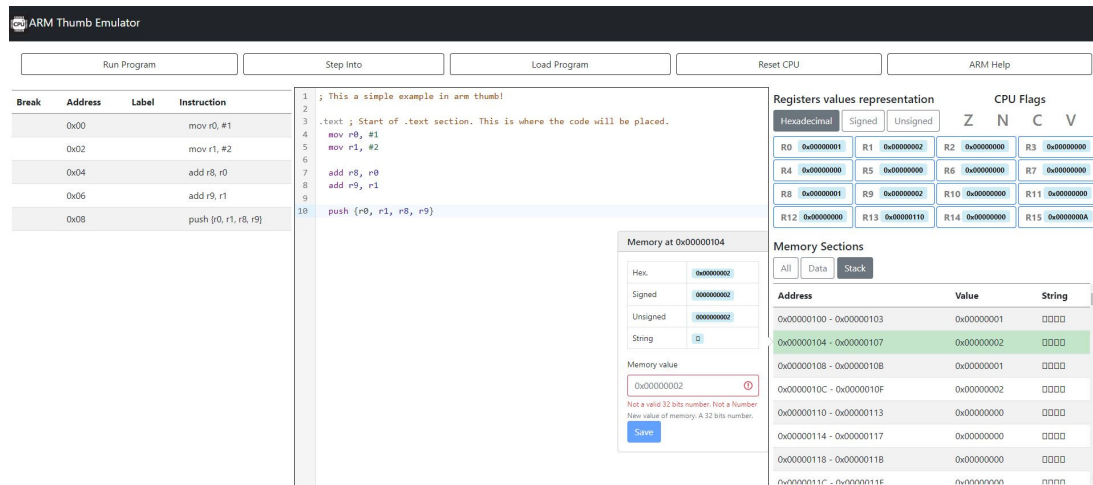 CPU ARM Thumb Emulator
Run Program
Step Into
Load Program
Reset CPU
ARM Help
Break Address Label Instruction
0x00 mov r0, #1
0x02 mov r1, #2
0x04 add r8, r0
0x06 add r9, r1
0x08 push {r0, r1, r8, r9}
1 ; This a simple example in arm thumb!
2
3 .text ; Start of .text section. This is where the code will be placed.
4 mov r0, #1
5 mov r1, #2
6
7 add r8, r0
8 add r9, r1
9
10 push {r0, r1, r8, r9}
Memory at 0x00000104
Hex. 0x00000002
Signed 0000000002
Unsigned 0000000002
String
Memory value
0x00000002
Not a valid 32 bits number. Not a Number
New value of memory. A 32 bits number.
Save
Registers values representation
Hexadecimal Signed Unsigned
CPU Flags
Z N C V
R0 0x00000001 R1 0x00000002 R2 0x00000000 R3 0x00000000
R4 0x00000000 R5 0x00000000 R6 0x00000000 R7 0x00000000
R8 0x00000001 R9 0x00000002 R10 0x00000000 R11 0x00000000
R12 0x00000000 R13 0x00000110 R14 0x00000000 R15 0x0000000A
Memory Sections
All Data Stack
Address Value String
0x00000100 - 0x00000103 0x00000001 □□□□
0x00000104 - 0x00000107 0x00000002 □□□□
0x00000108 - 0x0000010B 0x00000001 □□□□
0x0000010C - 0x0000010F 0x00000002 □□□□
0x00000110 - 0x00000113 0x00000000 □□□□
0x00000114 - 0x00000117 0x00000000 □□□□
0x00000118 - 0x0000011B 0x00000000 □□□□
0x0000011C - 0x0000011F 0x00000000 □□□□